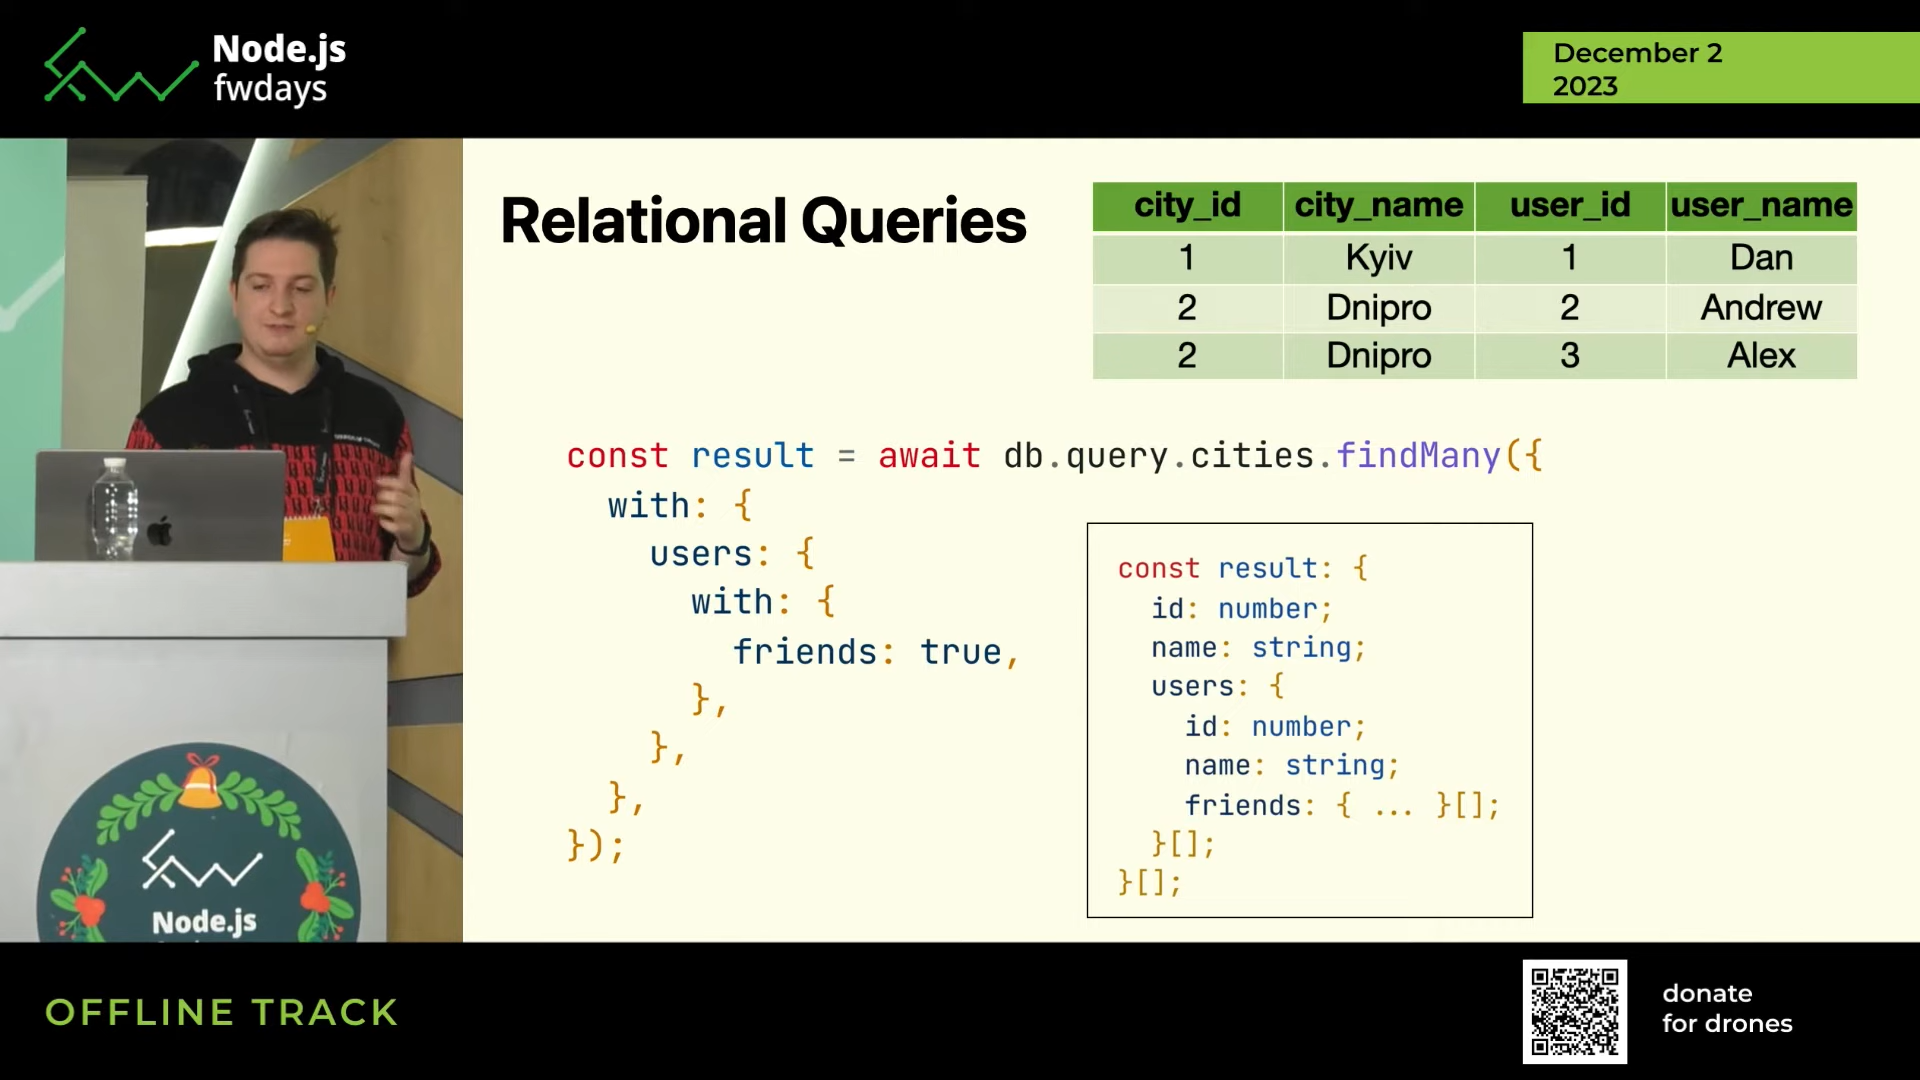 Node.js
fwdays
December 2
2023
Relational Queries
city_id city_name user_id user_name
1 Kyiv 1 Dan
2 Dnipro 2 Andrew
2 Dnipro 3 Alex
const result = await db.query.cities.findMany({
with: {
users: {
with: {
friends: true,
},
},
},
});
const result: {
id: number;
name: string;
users: {
id: number;
name: string;
friends: { ... }[];
}[];
}[];
Node.js
OFFLINE TRACK
donate
for drones